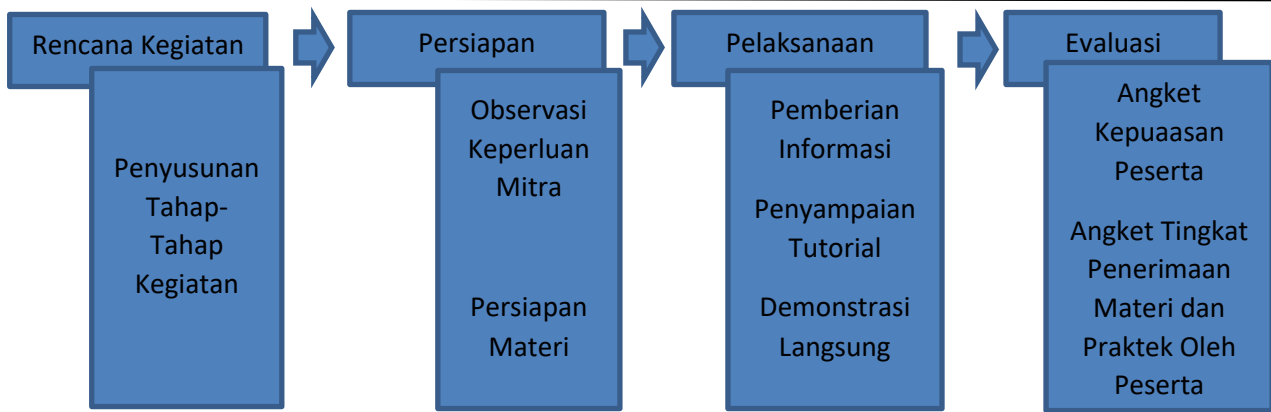 Rencana Kegiatan
Penyusunan
Tahap-
Tahap
Kegiatan
Persiapan
Observasi
Keperluan
Mitra
Persiapan
Materi
Pelaksanaan
Pemberian
Informasi
Penyampaian
Tutorial
Demonstrasi
Langsung
Evaluasi
Angket
Kepuaasan
Peserta
Angket Tingkat
Penerimaan
Materi dan
Praktek Oleh
Peserta